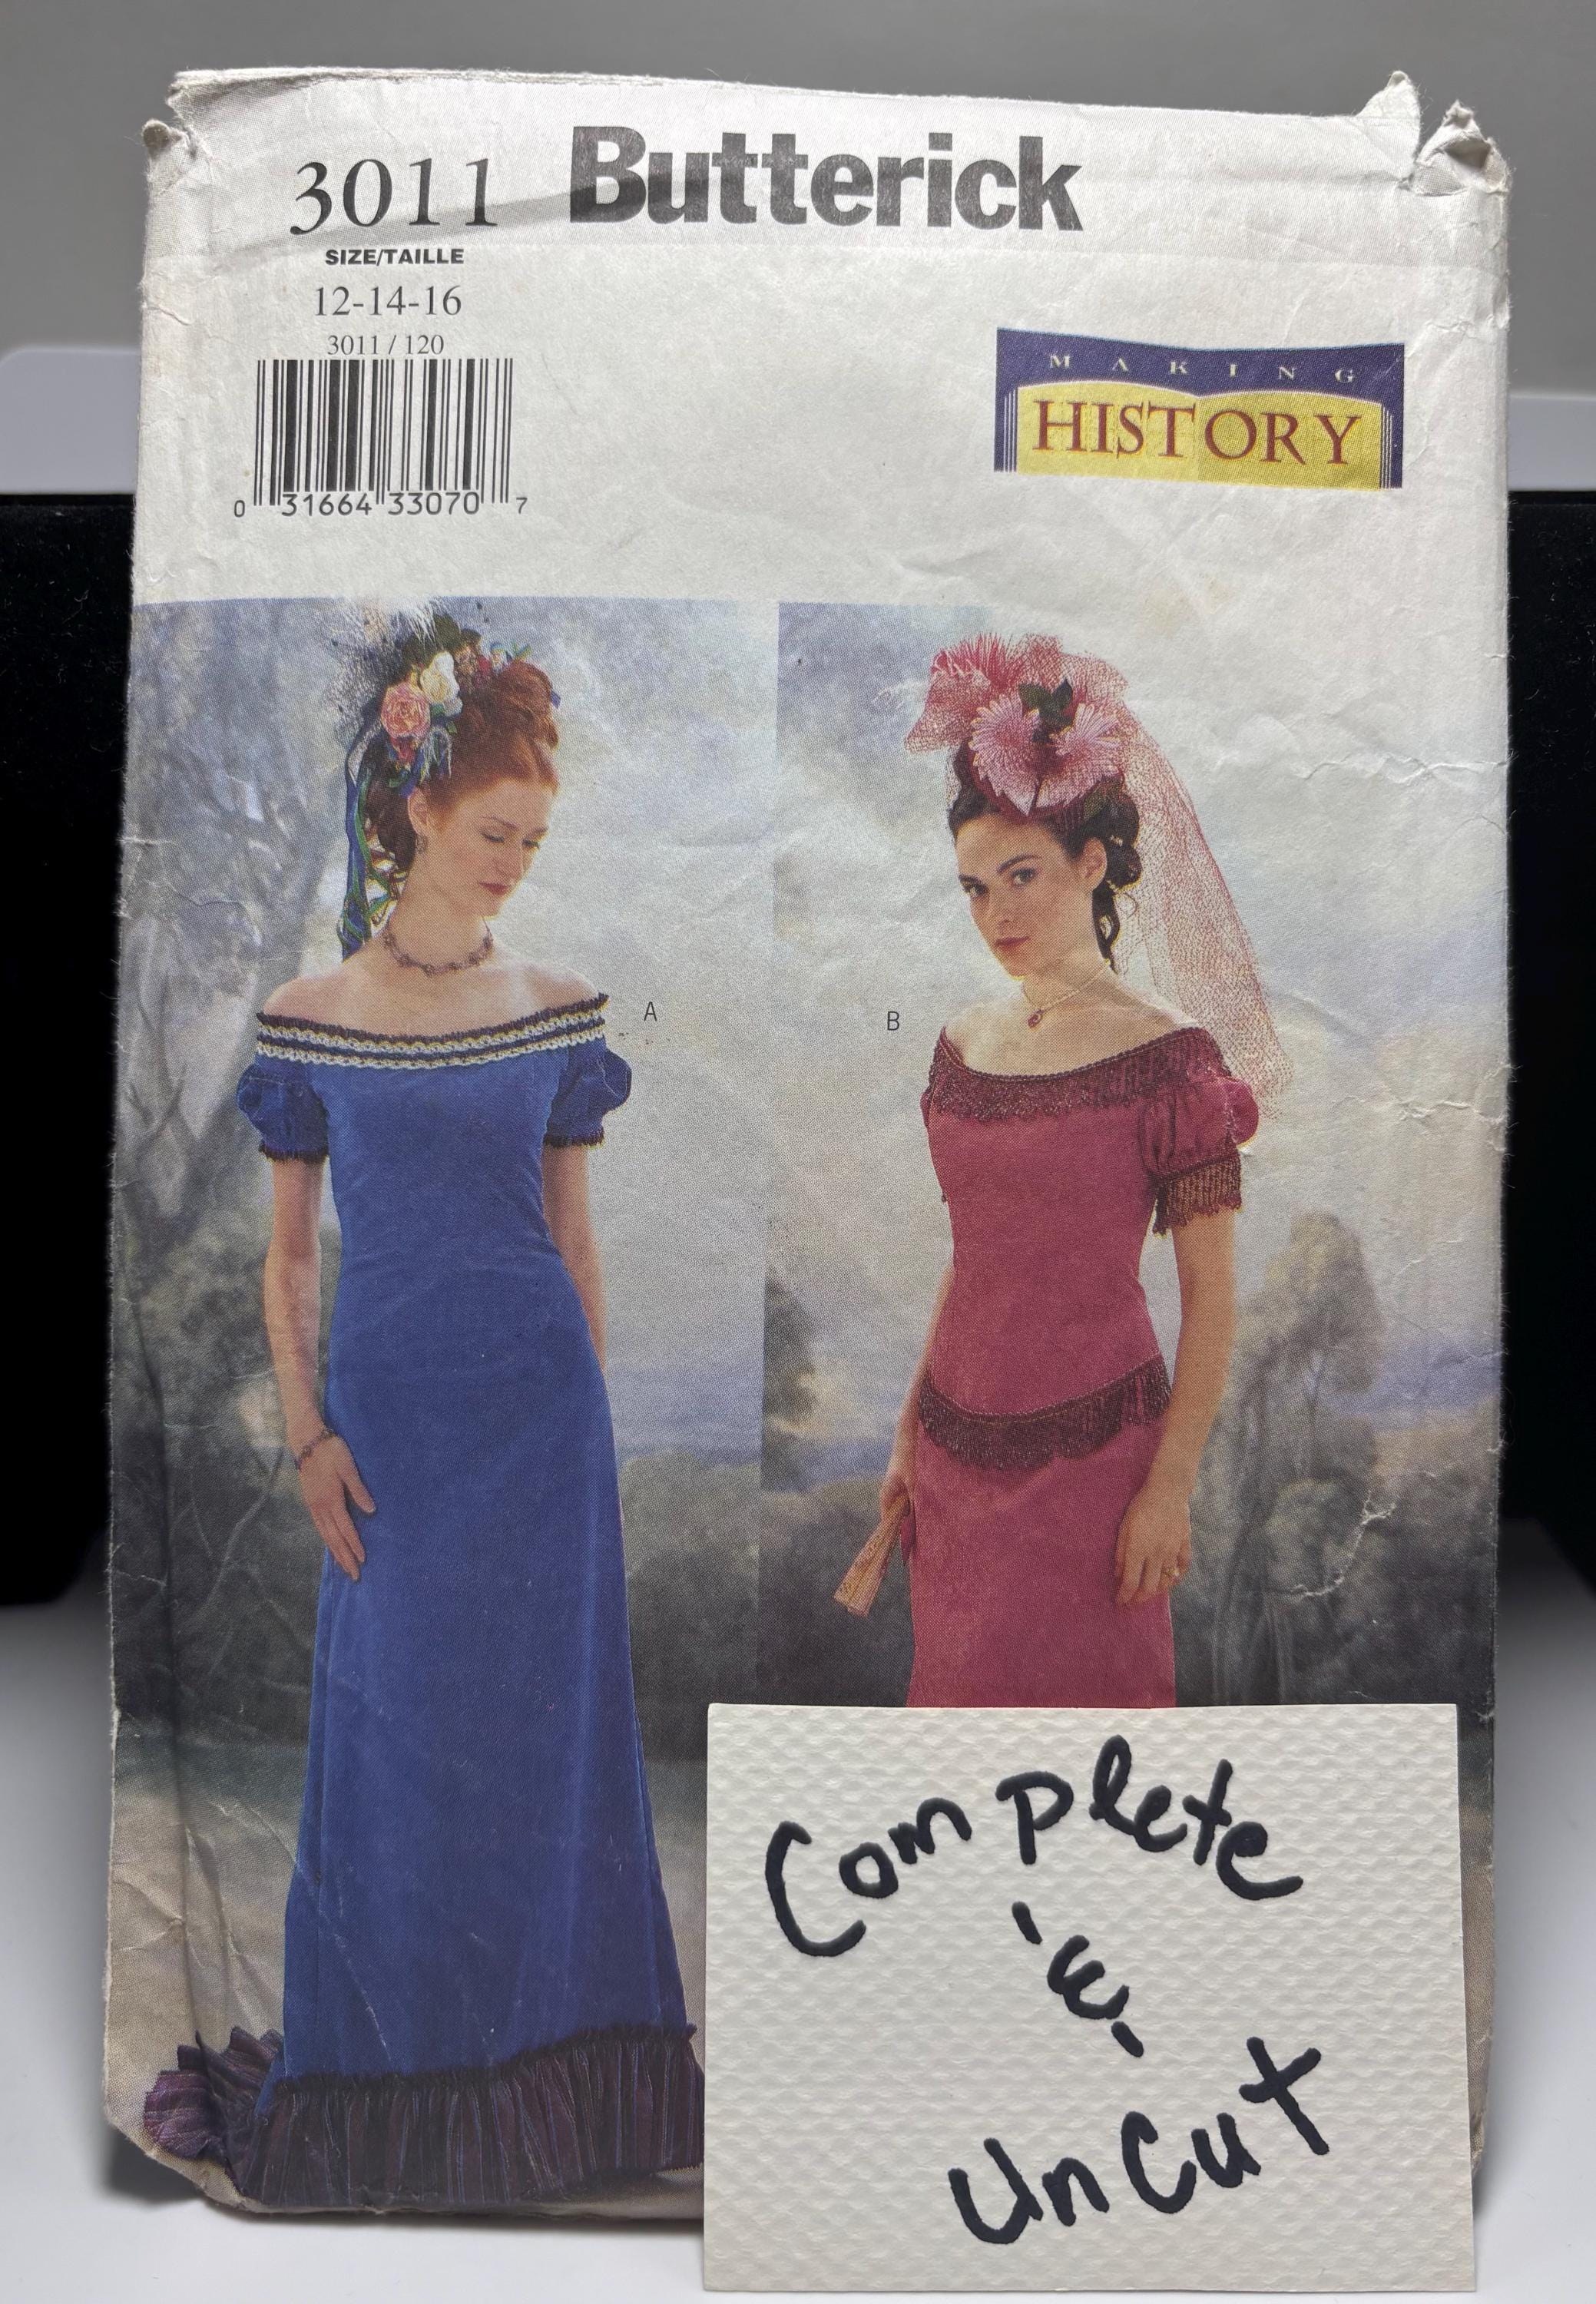 3011 Butterick
SIZE/TAILLE
12-14-16
3011 / 120
0 31664 33070 7
MAKING
HISTORY
A
B
Complete
-&-
UnCut